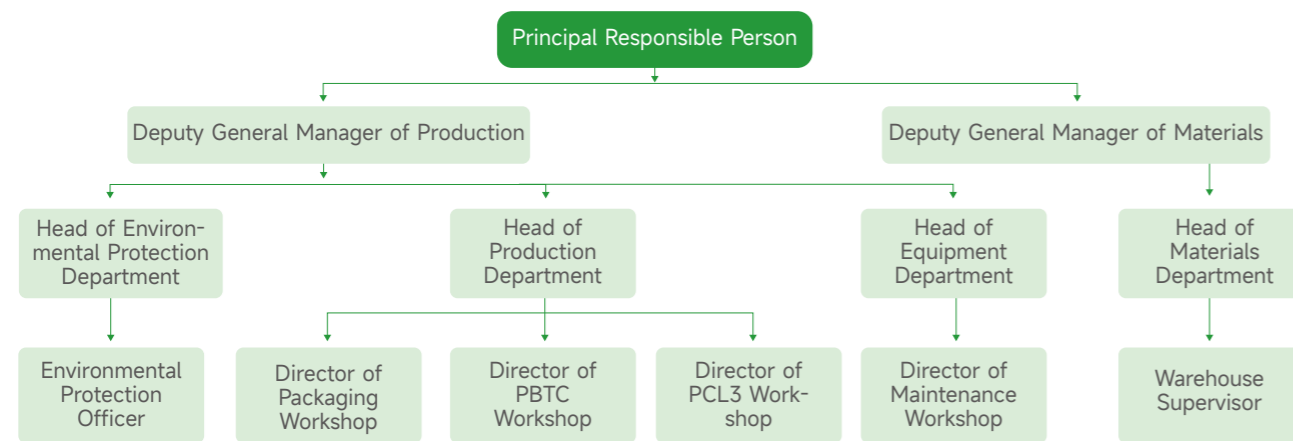 Principal Responsible Person
Deputy General Manager of Production
Deputy General Manager of Materials
Head of Environ-
mental Protection
Department
Head of
Production
Department
Head of
Equipment
Department
Head of
Materials
Department
Environmental
Protection
Officer
Director of
Packaging
Workshop
Director of
PBTC
Workshop
Director of
PCL3 Work-
shop
Director of
Maintenance
Workshop
Warehouse
Supervisor